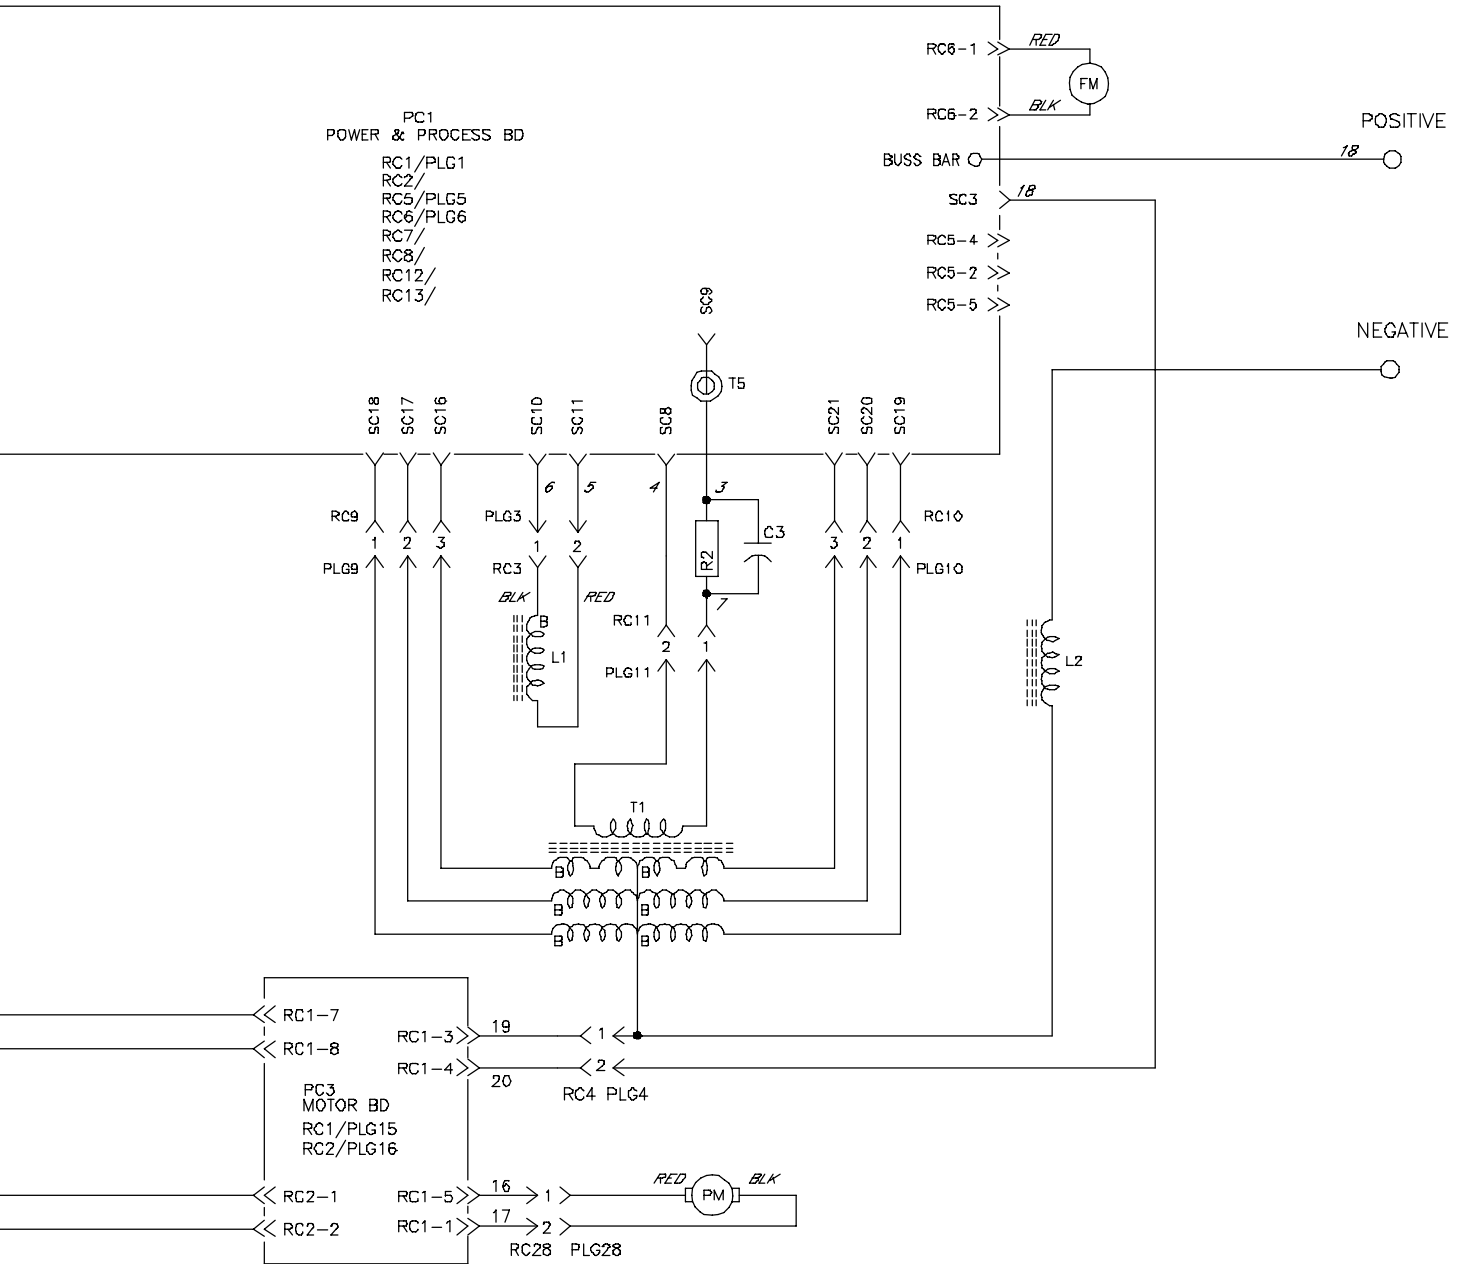 RC6-1
RED
FM
RC6-2
BLK
PC1
POWER & PROCESS BD
RC1/PLG1
RC2/
RC5/PLG5
RC6/PLG6
RC7/
RC8/
RC12/
RC13/
POSITIVE
BUSS BAR
18
SC3
18
RC5-4
RC5-2
RC5-5
SC9
NEGATIVE
T5
SC18
SC17
SC16
SC10
SC11
SC8
SC21
SC20
SC19
6
5
4
3
RC9
PLG3
RC10
C3
R2
1
2
3
1
2
3
2
1
PLG9
RC3
PLG10
BLK
RED
7
B
RC11
L1
2
1
PLG11
L2
T1
B
B
B
B
B
B
RC1-7
RC1-3
19
1
RC1-8
RC1-4
20
2
RC4 PLG4
PC3
MOTOR BD
RC1/PLG15
RC2/PLG16
RC2-1
RC1-5
16
1
RED
PM
BLK
RC2-2
RC1-1
17
2
RC28
PLG28